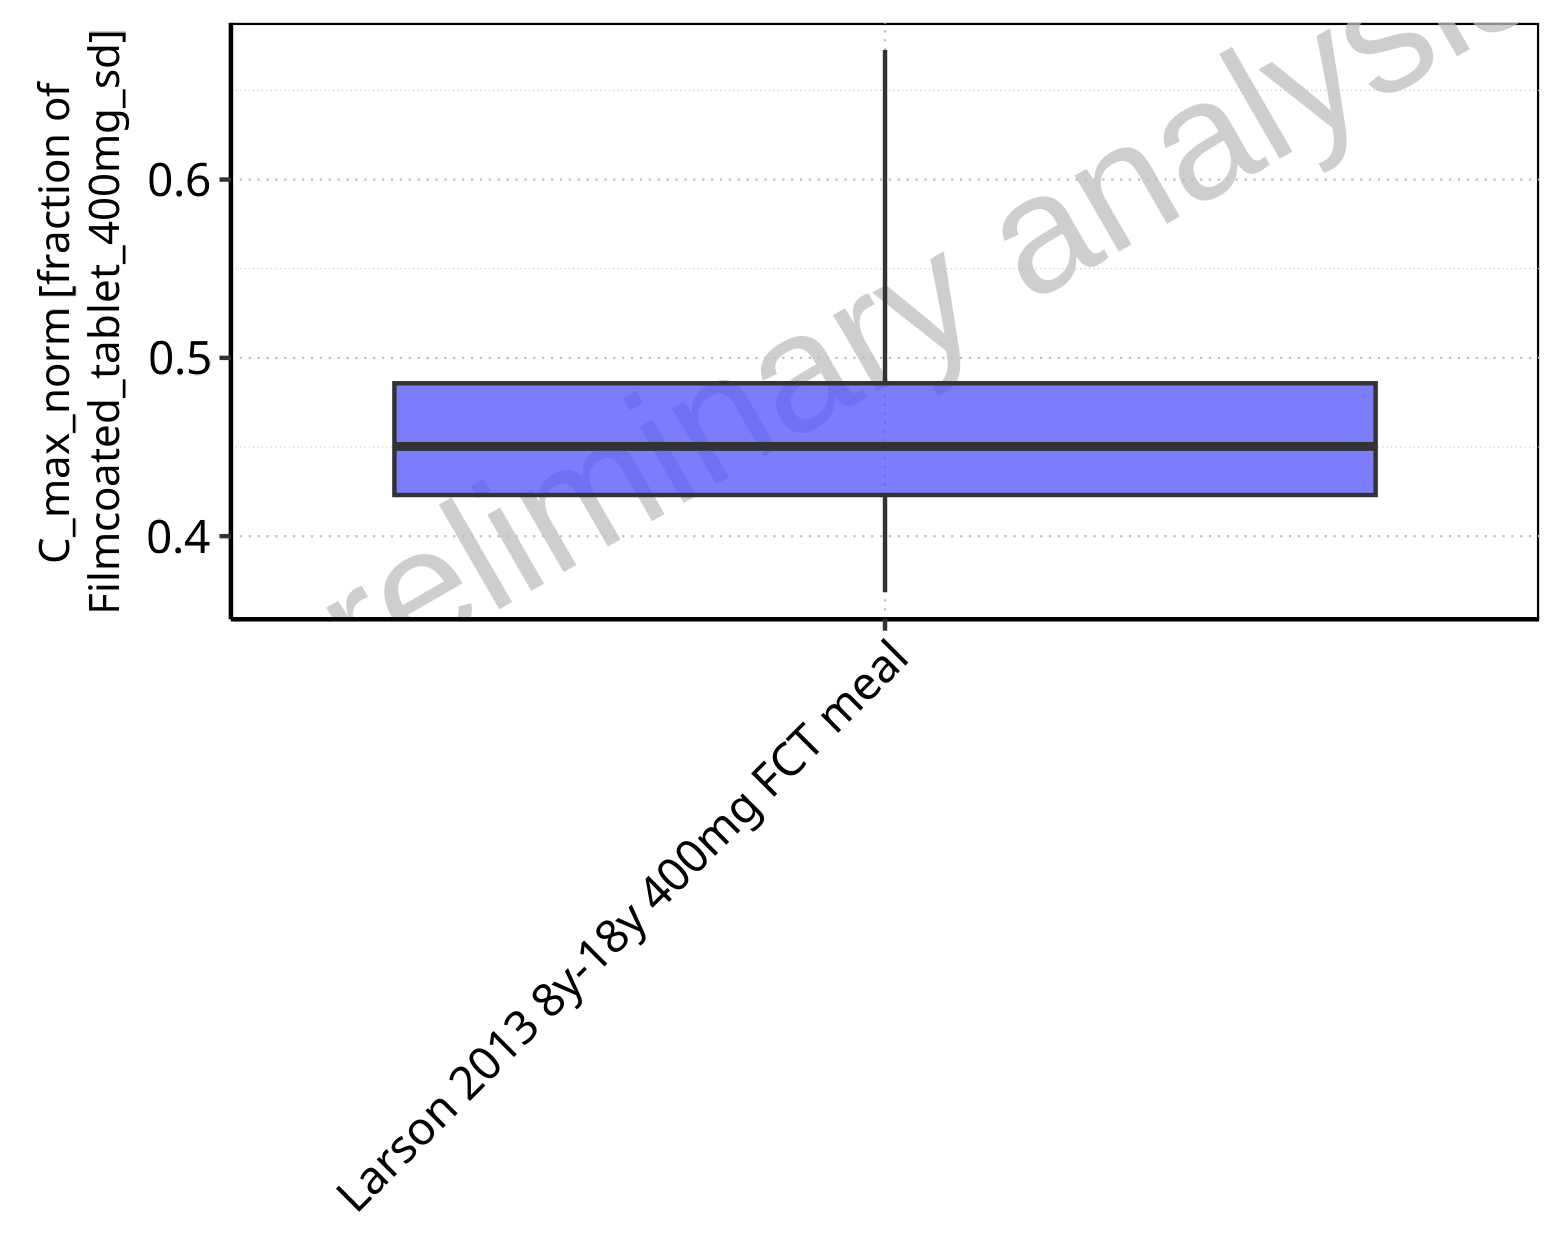 C_max_norm [fraction of
Filmcoated_tablet_400mg_sd]
0.6
0.5
0.4
reliminary analysis
Larson 2013 8y-18y 400mg FCT meal